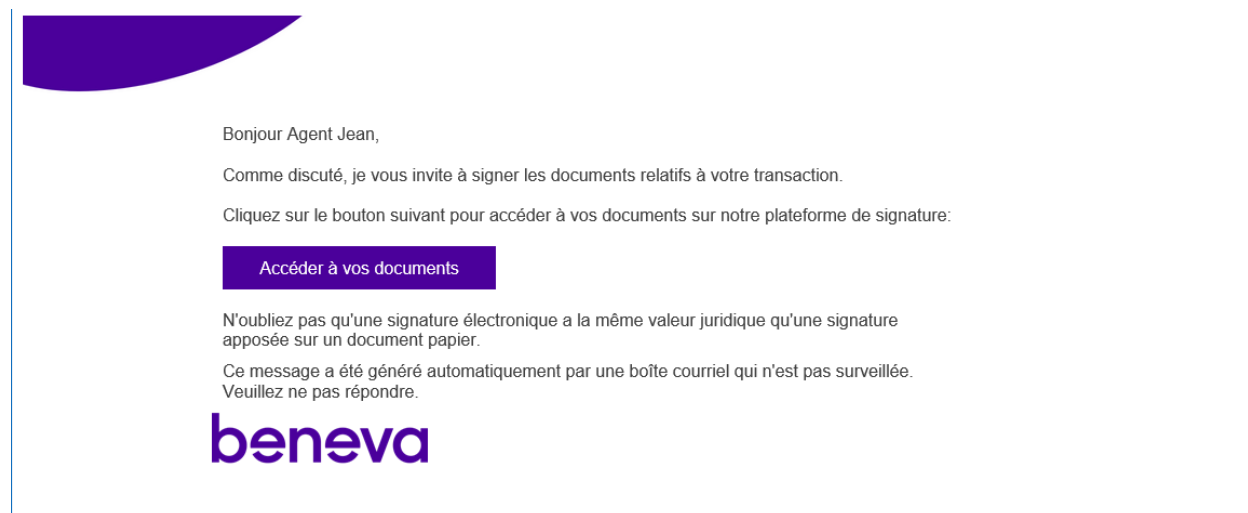 Bonjour Agent Jean,
Comme discuté, je vous invite à signer les documents relatifs à votre transaction.
Cliquez sur le bouton suivant pour accéder à vos documents sur notre plateforme de signature:
Accéder à vos documents
N'oubliez pas qu'une signature électronique a la même valeur juridique qu'une signature
apposée sur un document papier.
Ce message a été généré automatiquement par une boîte courriel qui n'est pas surveillée.
Veuillez ne pas répondre.
beneva